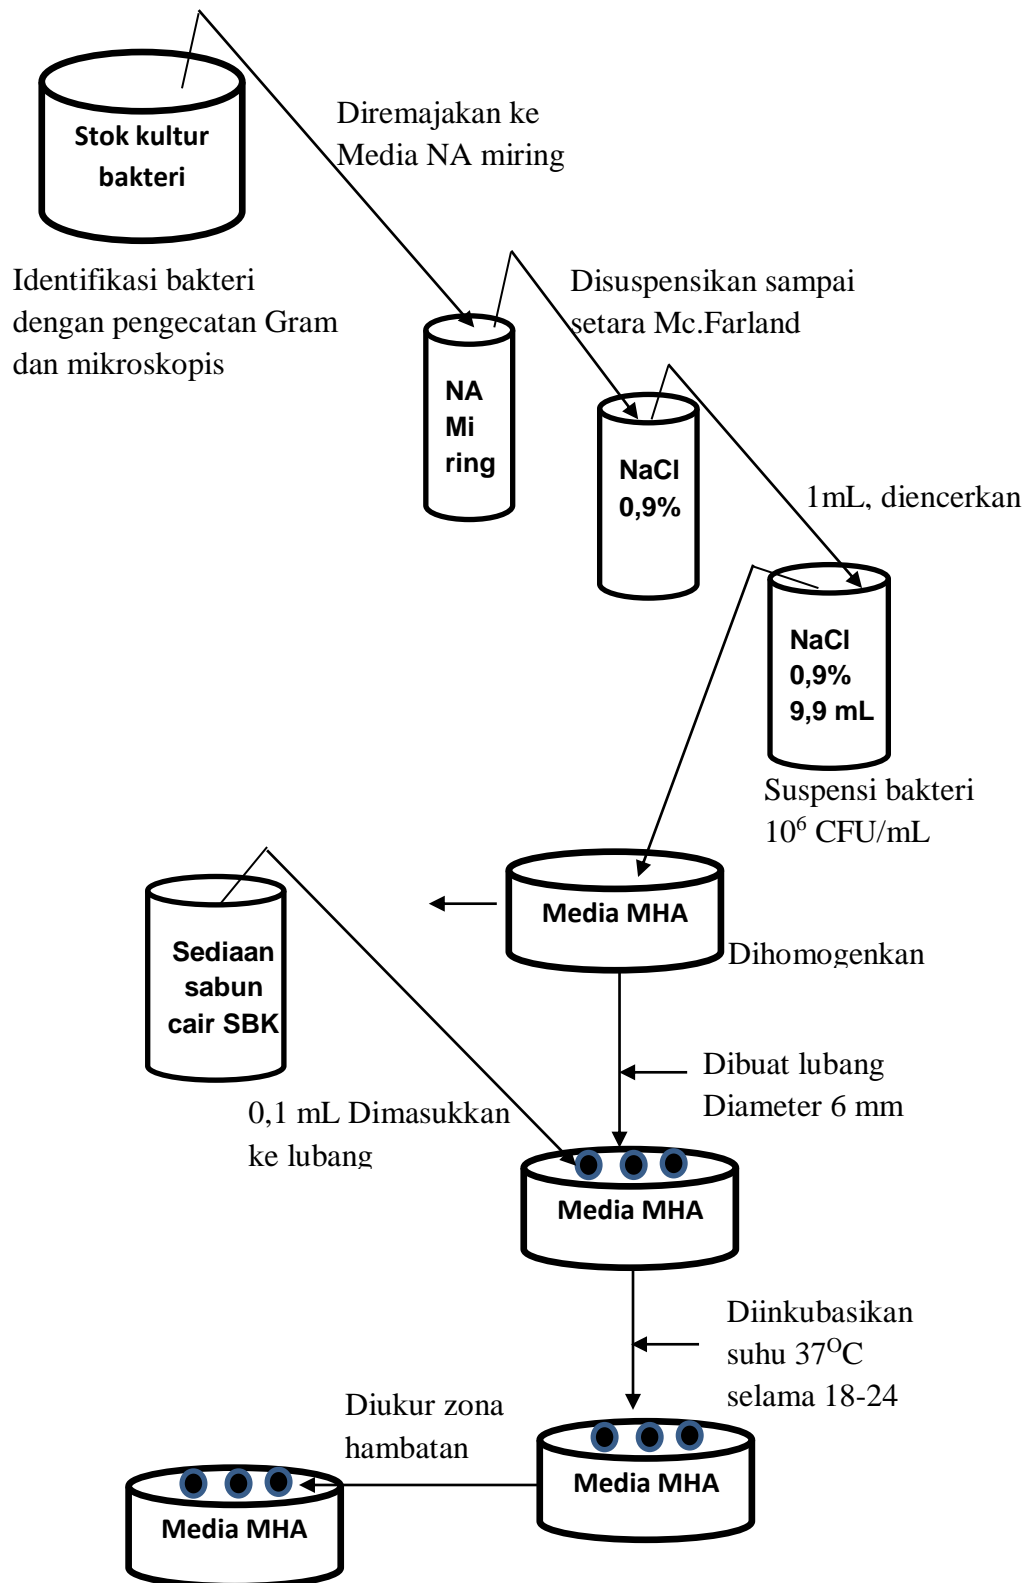 Stok kultur
bakteri
Diremajakan ke
Media NA miring
Identifikasi bakteri
dengan pengecatan Gram
dan mikroskopis
Disuspensikan sampai
setara Mc.Farland
NA
Mi
ring
NaCl
0,9%
1mL, diencerkan
NaCl
0,9%
9,9 mL
Suspensi bakteri
10⁶ CFU/mL
Media MHA
Dihomogenkan
Sediaan
sabun
cair SBK
Dibuat lubang
Diameter 6 mm
0,1 mL Dimasukkan
ke lubang
Media MHA
Diinkubasikan
suhu 37ᴼC
selama 18-24
Diukur zona
hambatan
Media MHA
Media MHA